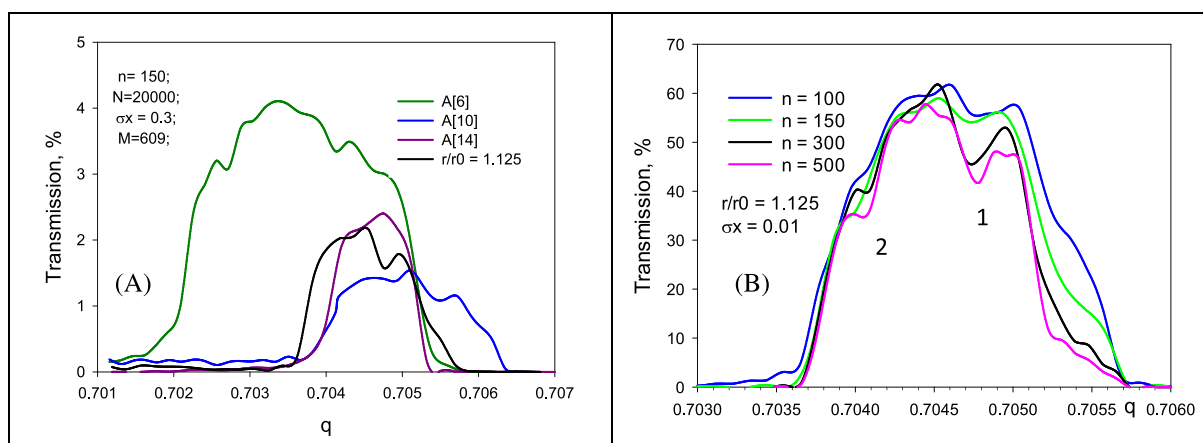 5
4
3
2
1
0
Transmission, %
n= 150;
N=20000;
σx = 0.3;
M=609;
A[6]
A[10]
A[14]
r/r0 = 1.125
(A)
0.701
0.702
0.703
0.704
0.705
0.706
0.707
q
70
60
50
40
30
20
10
0
Transmission, %
n = 100
n = 150
n = 300
n = 500
r/r0 = 1.125
σx = 0.01
1
2
(B)
0.7030
0.7035
0.7040
0.7045
0.7050
0.7055
q
0.7060